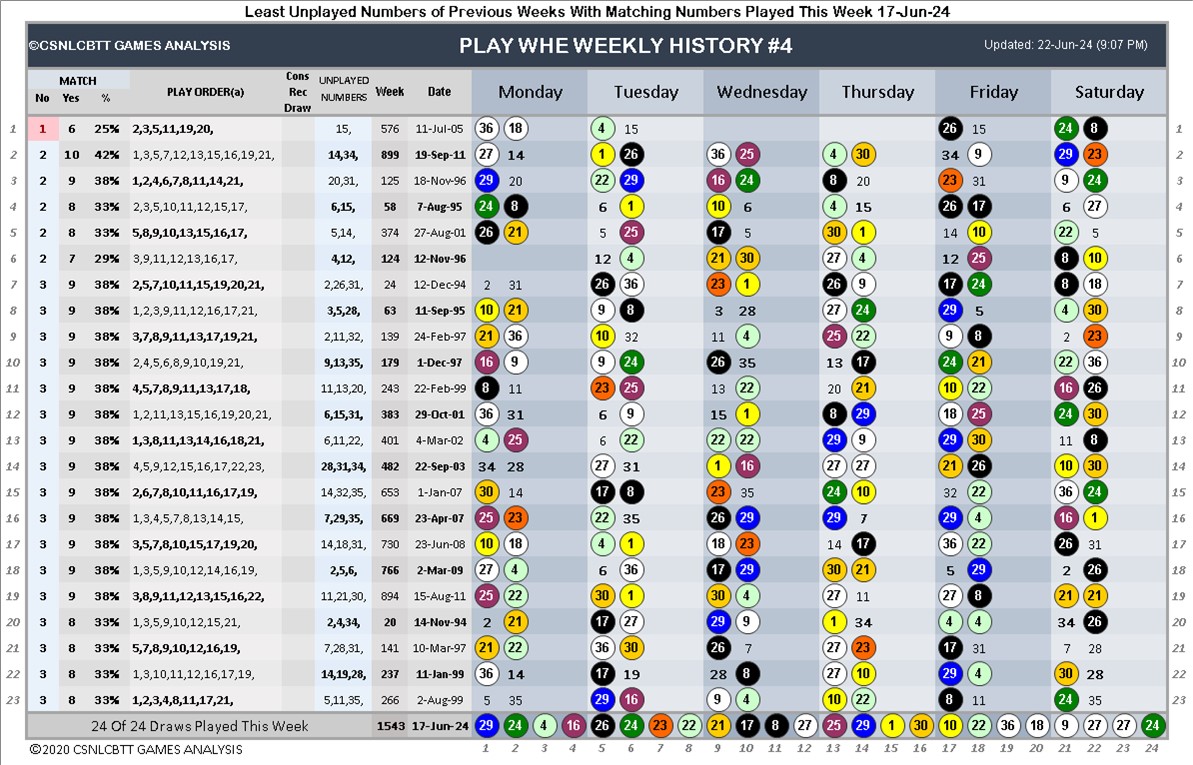 Least Unplayed Numbers of Previous Weeks With Matching Numbers Played This Week 17-Jun-24
©CSNLCBTT GAMES ANALYSIS PLAY WHE WEEKLY HISTORY #4 Updated: 22-Jun-24 (9:07 PM)
MATCH Cons
No Yes % PLAY ORDER(a) Rec Draw UNPLAYED NUMBERS Week Date Monday Tuesday Wednesday Thursday Friday Saturday
1 1 6 25% 2,3,5,11,19,20, 15, 576 11-Jul-05 36 18 4 15 26 15 24 8 1
2 2 10 42% 1,3,5,7,12,13,15,16,19,21, 14,34, 893 19-Sep-11 27 14 1 26 36 25 4 30 34 9 29 23 2
3 2 9 38% 1,2,4,6,7,8,11,14,21, 20,31, 125 18-Nov-96 29 20 22 29 16 24 8 20 23 31 9 24 3
4 2 8 33% 2,3,5,10,11,12,15,17, 6,15, 58 7-Aug-95 24 8 6 1 10 6 4 15 26 17 6 27 4
5 2 8 33% 5,8,9,10,13,15,16,17, 5,14, 374 27-Aug-01 26 21 5 25 17 5 30 1 14 10 22 5 5
6 2 7 29% 3,9,11,12,13,16,17, 4,12, 124 12-Nov-96 12 4 21 30 27 4 12 25 8 10 6
7 3 9 38% 2,5,7,10,11,15,19,20,21, 2,26,31, 24 12-Dec-94 2 31 26 36 23 1 26 9 17 24 8 18 7
8 3 9 38% 1,2,3,9,11,12,16,17,21, 3,5,28, 63 11-Sep-95 10 21 9 8 3 28 27 24 29 5 4 30 8
9 3 9 38% 3,7,8,9,11,13,17,19,21, 2,11,32, 139 24-Feb-97 21 36 10 32 11 4 25 22 9 8 2 23 9
10 3 9 38% 2,4,5,6,8,9,10,19,21, 9,13,35, 179 1-Dec-97 16 9 9 24 26 35 13 17 24 21 22 36 10
11 3 9 38% 4,5,7,8,9,11,13,17,18, 11,13,20, 243 22-Feb-99 8 11 23 25 13 22 20 21 10 22 16 26 11
12 3 9 38% 1,2,11,13,15,16,19,20,21, 6,15,31, 383 29-Oct-01 36 31 6 9 15 1 8 29 18 25 24 30 12
13 3 9 38% 1,3,8,11,13,14,16,18,21, 6,11,22, 401 4-Mar-02 4 25 6 22 22 22 29 9 29 30 11 8 13
14 3 9 38% 4,5,9,12,15,16,17,22,23, 28,31,34, 482 22-Sep-03 34 28 27 31 1 16 27 27 21 26 10 30 14
15 3 9 38% 2,6,7,8,10,11,16,17,19, 14,32,35, 653 1-Jan-07 30 14 17 8 23 35 24 10 32 22 36 24 15
16 3 9 38% 1,3,4,5,7,8,13,14,15, 7,29,35, 669 23-Apr-07 25 23 22 35 26 29 29 7 29 4 16 1 16
17 3 9 38% 3,5,7,8,10,15,17,19,20, 14,18,31, 730 23-Jun-08 10 18 4 1 18 23 14 17 36 22 26 31 17
18 3 9 38% 1,3,5,9,10,12,14,16,19, 2,5,6, 766 2-Mar-09 27 4 6 36 17 29 30 21 5 29 2 26 18
19 3 9 38% 3,8,9,11,12,13,15,16,22, 11,21,30, 894 15-Aug-11 25 22 30 1 30 4 27 11 27 8 21 21 19
20 3 8 33% 1,3,5,9,10,12,15,21, 2,4,34, 20 14-Nov-94 2 21 17 27 29 9 1 34 4 4 34 26 20
21 3 8 33% 5,7,8,9,10,12,16,19, 7,28,31, 141 10-Mar-97 21 22 36 30 26 7 27 23 17 31 7 28 21
22 3 8 33% 1,3,10,11,12,16,17,19, 14,19,28, 237 11-Jan-99 36 14 17 19 28 8 27 10 29 4 30 28 22
23 3 8 33% 1,2,3,4,8,11,17,21, 5,11,35, 266 2-Aug-99 5 35 29 16 9 4 10 22 8 11 24 35 23
24 Of 24 Draws Played This Week 1543 17-Jun-24 29 24 4 16 26 24 23 22 21 17 8 27 25 29 1 30 10 22 36 18 9 27 27 24
©2020 CSNLCBTT GAMES ANALYSIS 1 2 3 4 5 6 7 8 9 10 11 12 13 14 15 16 17 18 19 20 21 22 23 24